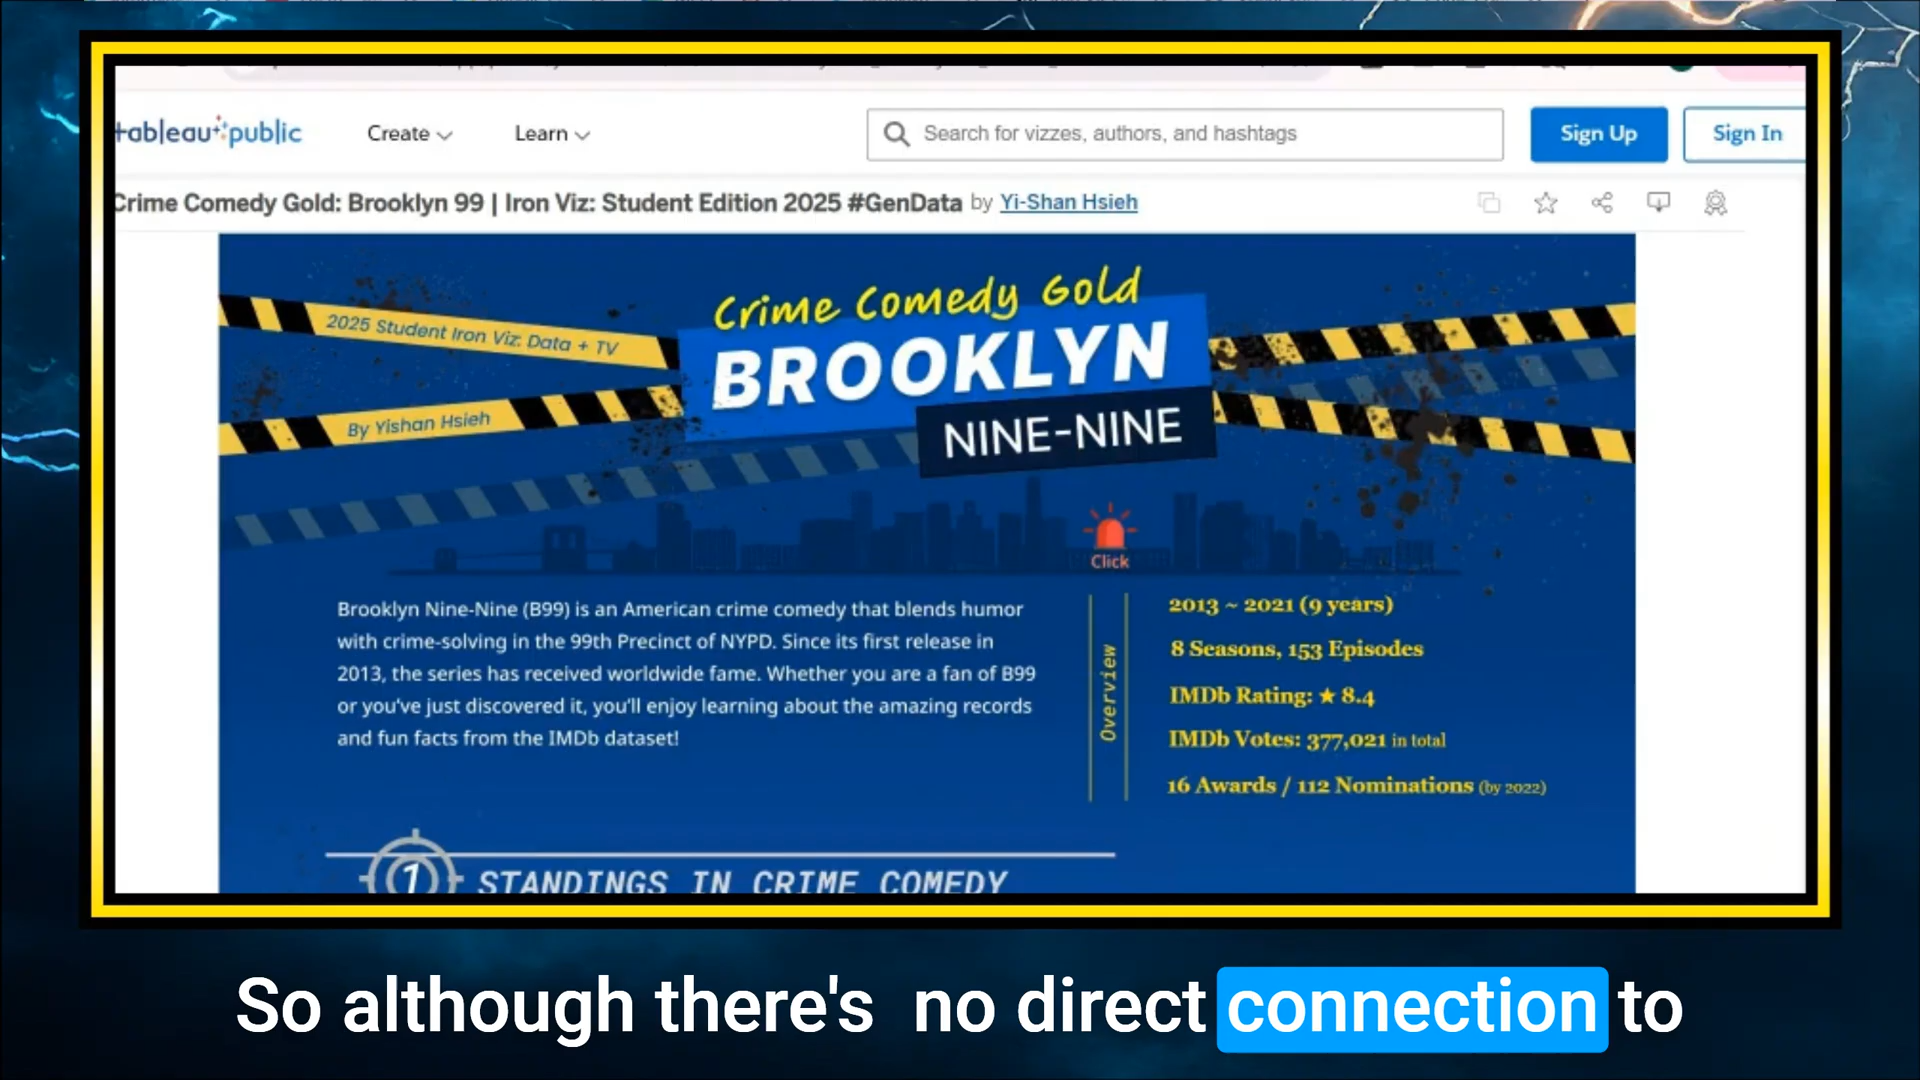 tableau public
Create
Learn
Search for vizzes, authors, and hashtags
Sign Up
Sign In
Crime Comedy Gold: Brooklyn 99 | Iron Viz: Student Edition 2025 #GenData by Yi-Shan Hsieh
Crime Comedy Gold
2025 Student Iron Viz: Data + TV
BROOKLYN
By Yishan Hsieh
NINE-NINE
Click
Brooklyn Nine-Nine (B99) is an American crime comedy that blends humor
with crime-solving in the 99th Precinct of NYPD. Since its first release in
2013, the series has received worldwide fame. Whether you are a fan of B99
or you've just discovered it, you'll enjoy learning about the amazing records
and fun facts from the IMDb dataset!
Overview
2013 ~ 2021 (9 years)
8 Seasons, 153 Episodes
IMDb Rating: ★ 8.4
IMDb Votes: 377,021 in total
16 Awards / 112 Nominations (by 2022)
1 STANDINGS IN CRIME COMEDY
So although there's no direct connection to